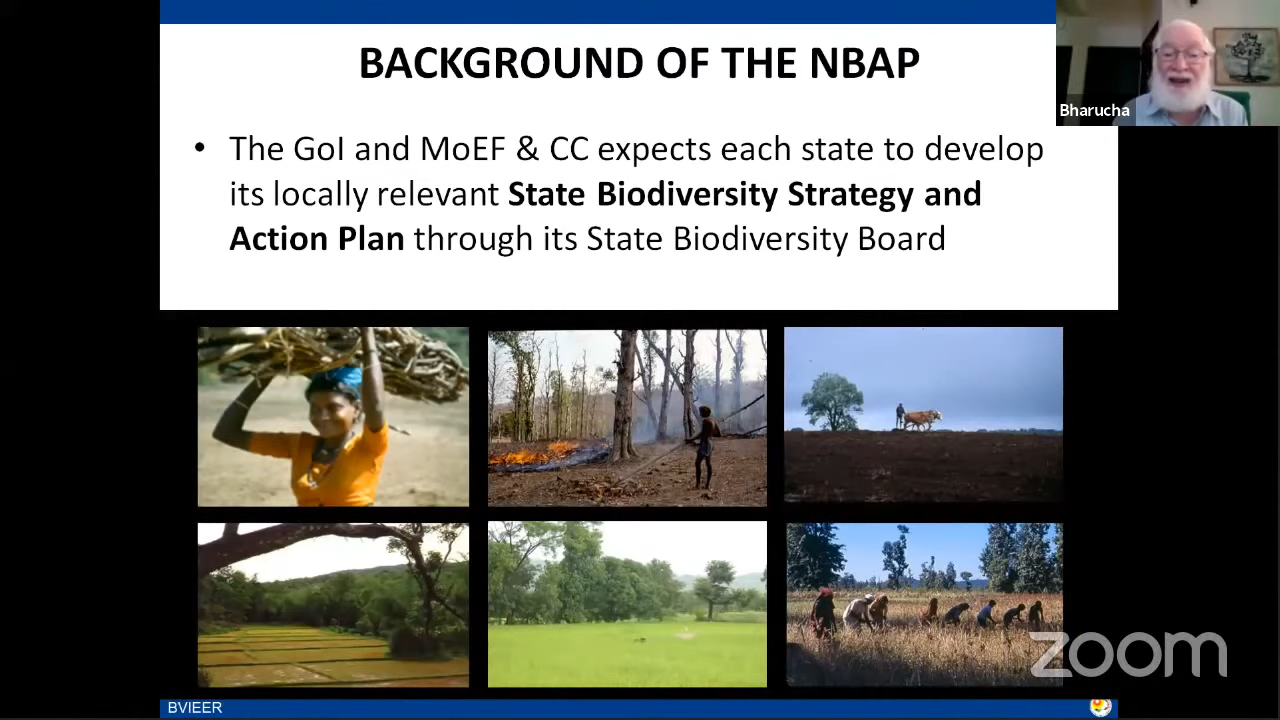 BACKGROUND OF THE NBAP
Bharucha
• The GoI and MoEF & CC expects each state to develop
its locally relevant State Biodiversity Strategy and
Action Plan through its State Biodiversity Board
zoom
BVIEER